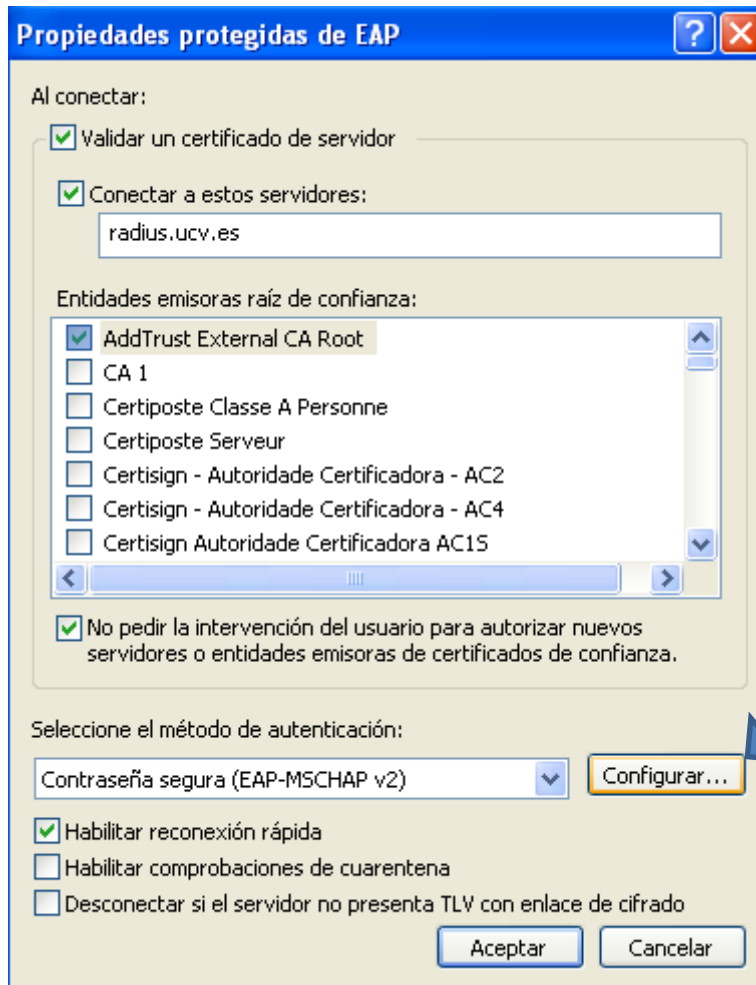 Propiedades protegidas de EAP
Al conectar:
Validar un certificado de servidor
Conectar a estos servidores:
radius.ucv.es
Entidades emisoras raíz de confianza:
AddTrust External CA Root
CA 1
Certiposte Classe A Personne
Certiposte Serveur
Certisign - Autoridade Certificadora - AC2
Certisign - Autoridade Certificadora - AC4
Certisign Autoridade Certificadora AC1S
No pedir la intervención del usuario para autorizar nuevos
servidores o entidades emisoras de certificados de confianza.
Seleccione el método de autenticación:
Contraseña segura (EAP-MSCHAP v2)
Configurar...
Habilitar reconexión rápida
Habilitar comprobaciones de cuarentena
Desconectar si el servidor no presenta TLV con enlace de cifrado
Aceptar
Cancelar